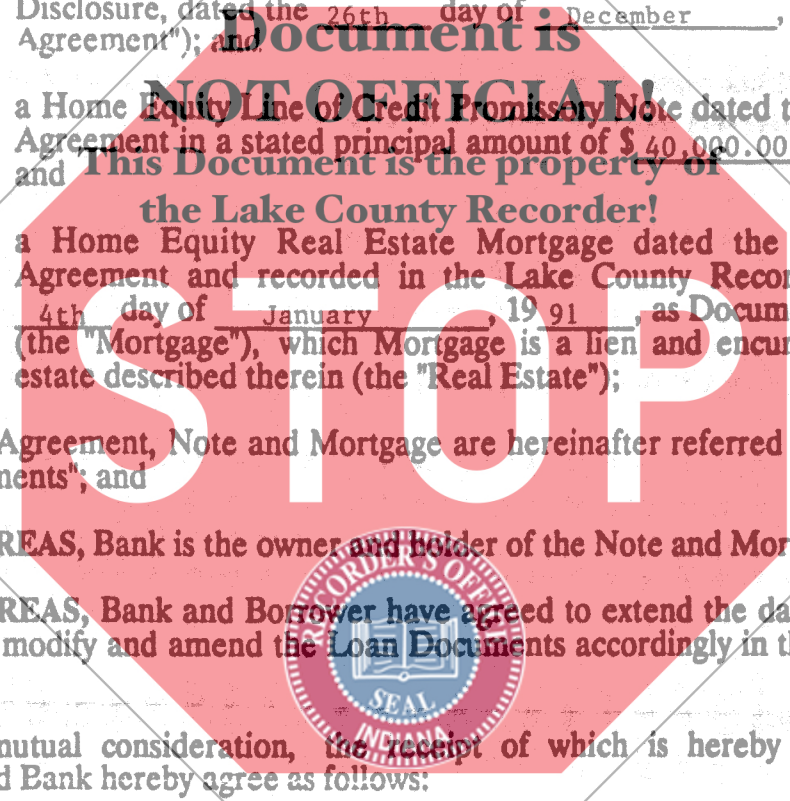 Disclosure, dated the 26th day of December ,
Agreement"); and
Document is
NOT OFFICIAL!
a Home Equity Line of Credit Promissory Note dated t
Agreement in a stated principal amount of $ 40,000.00
and
This Document is the property of
the Lake County Recorder!
a Home Equity Real Estate Mortgage dated the
Agreement and recorded in the Lake County Recor
4th day of January , 19 91 , as Docum
(the "Mortgage"), which Mortgage is a lien and encum
estate described therein (the "Real Estate");
STOP
Agreement, Note and Mortgage are hereinafter referred
ments"; and
REAS, Bank is the owner and holder of the Note and Mor
REAS, Bank and Borrower have agreed to extend the da
modify and amend the Loan Documents accordingly in th
RECORDER'S OFFICE
SEAL
INDIANA
mutual consideration, the receipt of which is hereby
d Bank hereby agree as follows: